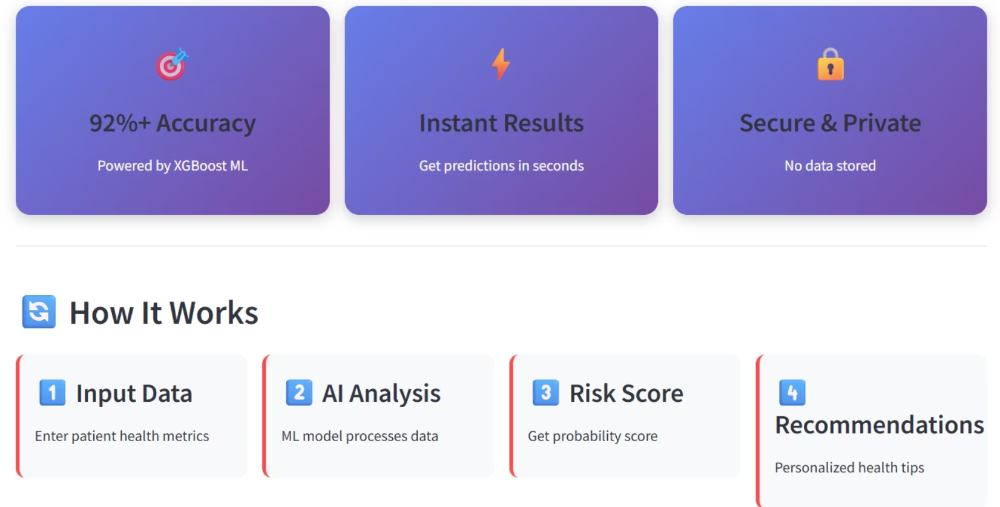 92%+ Accuracy
Powered by XGBoost ML
Instant Results
Get predictions in seconds
Secure & Private
No data stored
How It Works
1 Input Data
Enter patient health metrics
2 AI Analysis
ML model processes data
3 Risk Score
Get probability score
4
Recommendations
Personalized health tips